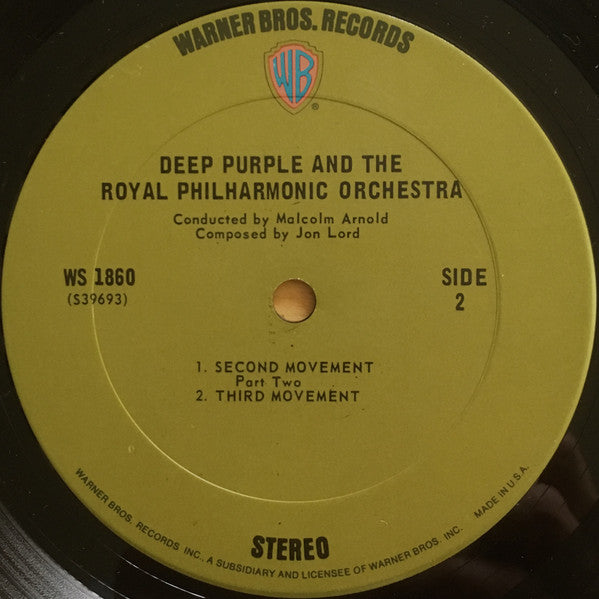 WARNER BROS. RECORDS
WB
®
DEEP PURPLE AND THE
ROYAL PHILHARMONIC ORCHESTRA
Conducted by Malcolm Arnold
Composed by Jon Lord
WS 1860
(S39693)
SIDE
2
1. SECOND MOVEMENT
Part Two
2. THIRD MOVEMENT
STEREO
WARNER BROS. RECORDS INC. A SUBSIDIARY AND LICENSEE OF WARNER BROS. INC.
MADE IN U.S.A.